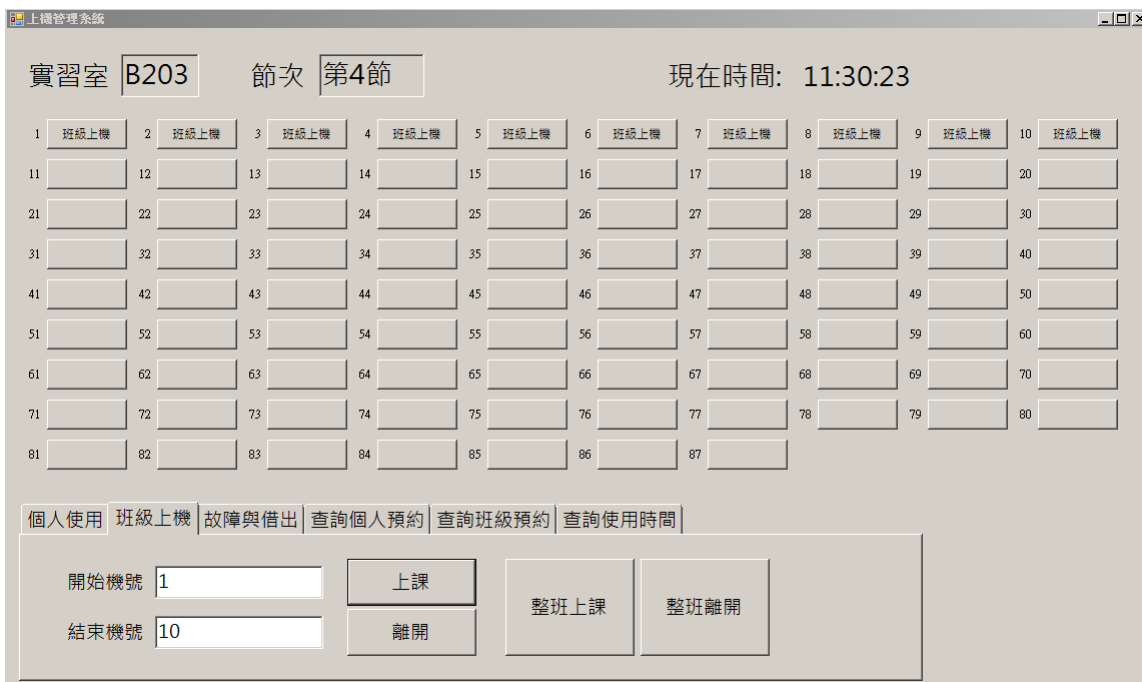 上機管理系統
實習室 B203 節次 第4節 現在時間: 11:30:23
1 班級上機 2 班級上機 3 班級上機 4 班級上機 5 班級上機 6 班級上機 7 班級上機 8 班級上機 9 班級上機 10 班級上機
11 12 13 14 15 16 17 18 19 20
21 22 23 24 25 26 27 28 29 30
31 32 33 34 35 36 37 38 39 40
41 42 43 44 45 46 47 48 49 50
51 52 53 54 55 56 57 58 59 60
61 62 63 64 65 66 67 68 69 70
71 72 73 74 75 76 77 78 79 80
81 82 83 84 85 86 87
個人使用 班級上機 故障與借出 查詢個人預約 查詢班級預約 查詢使用時間
開始機號 1 上課
整班上課 整班離開
結束機號 10 離開